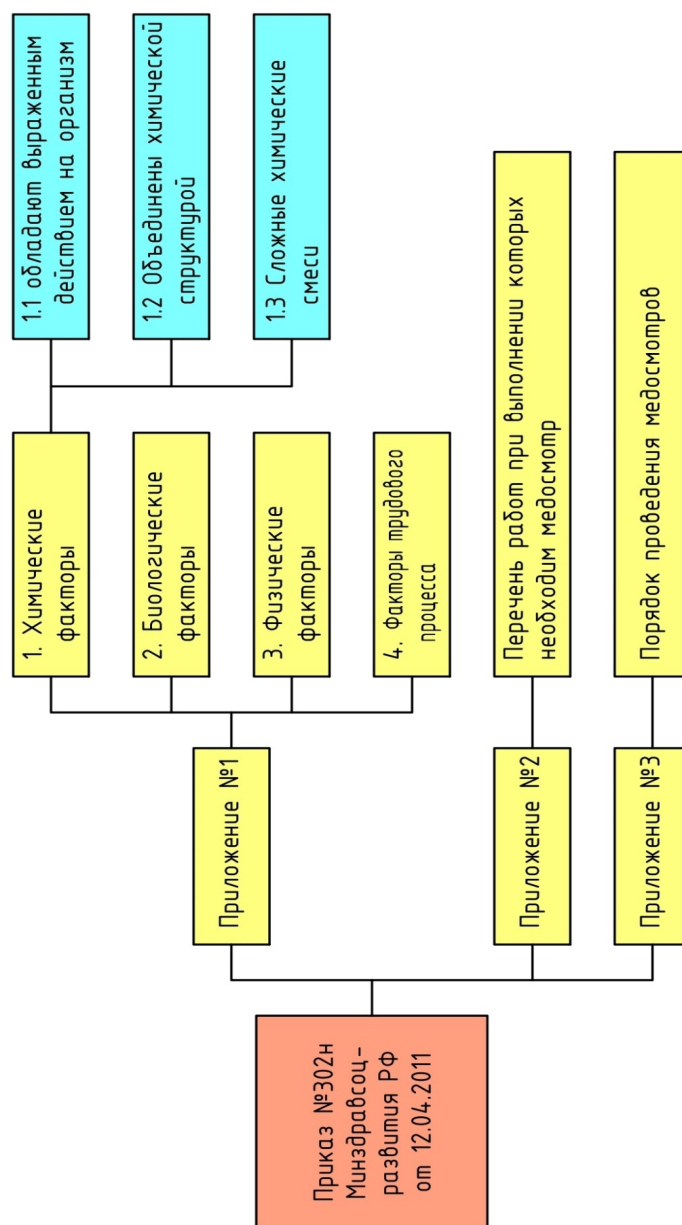 Приказ №302н
Минздравсоц-
развития РФ
от 12.04.2011
Приложение №1
1. Химические
факторы
1.1 обладают выраженным
действием на организм
1.2 Объединены химической
структурой
1.3 Сложные химические
смеси
2. Биологические
факторы
3. Физические
факторы
4. Факторы трудового
процесса
Приложение №2
Перечень работ при выполнении которых
необходим медосмотр
Приложение №3
Порядок проведения медосмотров